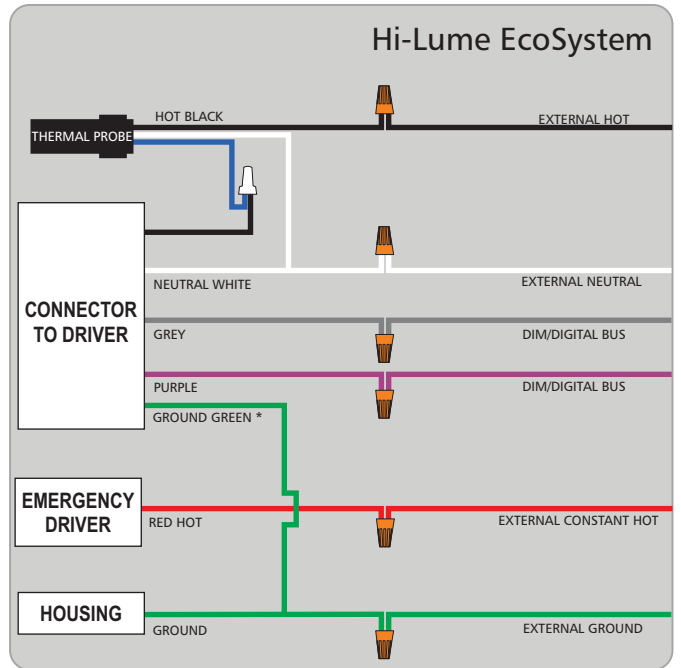 Hi-Lume EcoSystem
HOT BLACK
EXTERNAL HOT
THERMAL PROBE
NEUTRAL WHITE
EXTERNAL NEUTRAL
CONNECTOR
TO DRIVER
GREY
DIM/DIGITAL BUS
PURPLE
DIM/DIGITAL BUS
GROUND GREEN *
EMERGENCY
DRIVER
RED HOT
EXTERNAL CONSTANT HOT
HOUSING
GROUND
EXTERNAL GROUND